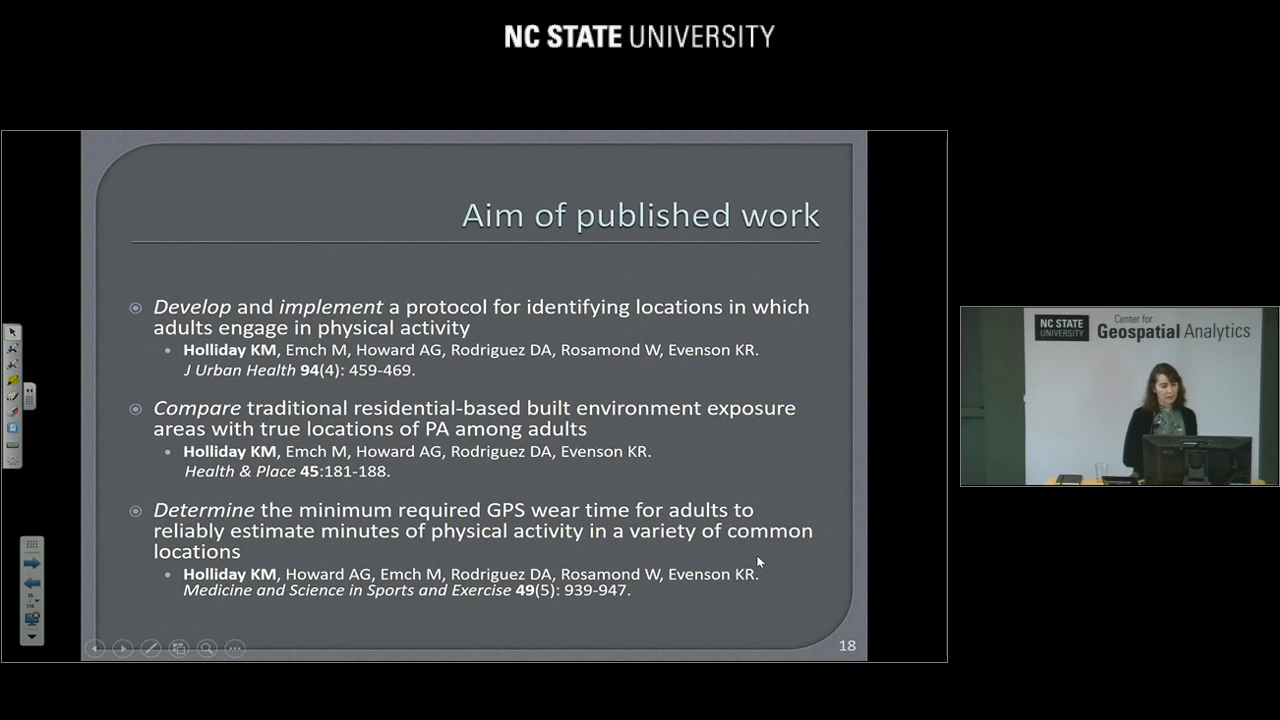 NC STATE UNIVERSITY
Aim of published work
Develop and implement a protocol for identifying locations in which
adults engage in physical activity
Holliday KM, Emch M, Howard AG, Rodriguez DA, Rosamond W, Evenson KR.
J Urban Health 94(4): 459-469.
Compare traditional residential-based built environment exposure
areas with true locations of PA among adults
Holliday KM, Emch M, Howard AG, Rodriguez DA, Evenson KR.
Health & Place 45:181-188.
Determine the minimum required GPS wear time for adults to
reliably estimate minutes of physical activity in a variety of common
locations
Holliday KM, Howard AG, Emch M, Rodriguez DA, Rosamond W, Evenson KR.
Medicine and Science in Sports and Exercise 49(5): 939-947.
18
NC STATE
UNIVERSITY
Center for
Geospatial Analytics